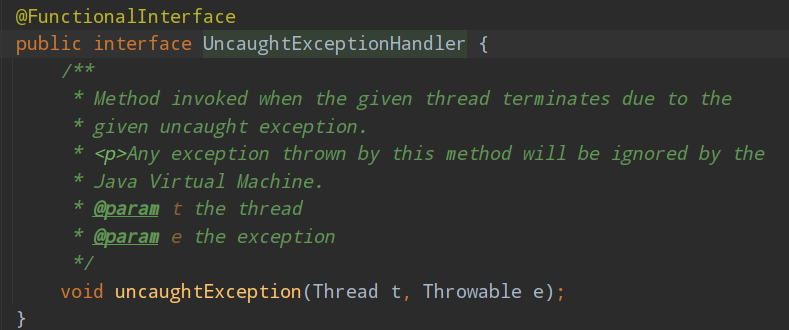 @FunctionalInterface
public interface UncaughtExceptionHandler {
/**
* Method invoked when the given thread terminates due to the
* given uncaught exception.
* <p>Any exception thrown by this method will be ignored by the
* Java Virtual Machine.
* @param t the thread
* @param e the exception
*/
void uncaughtException(Thread t, Throwable e);
}